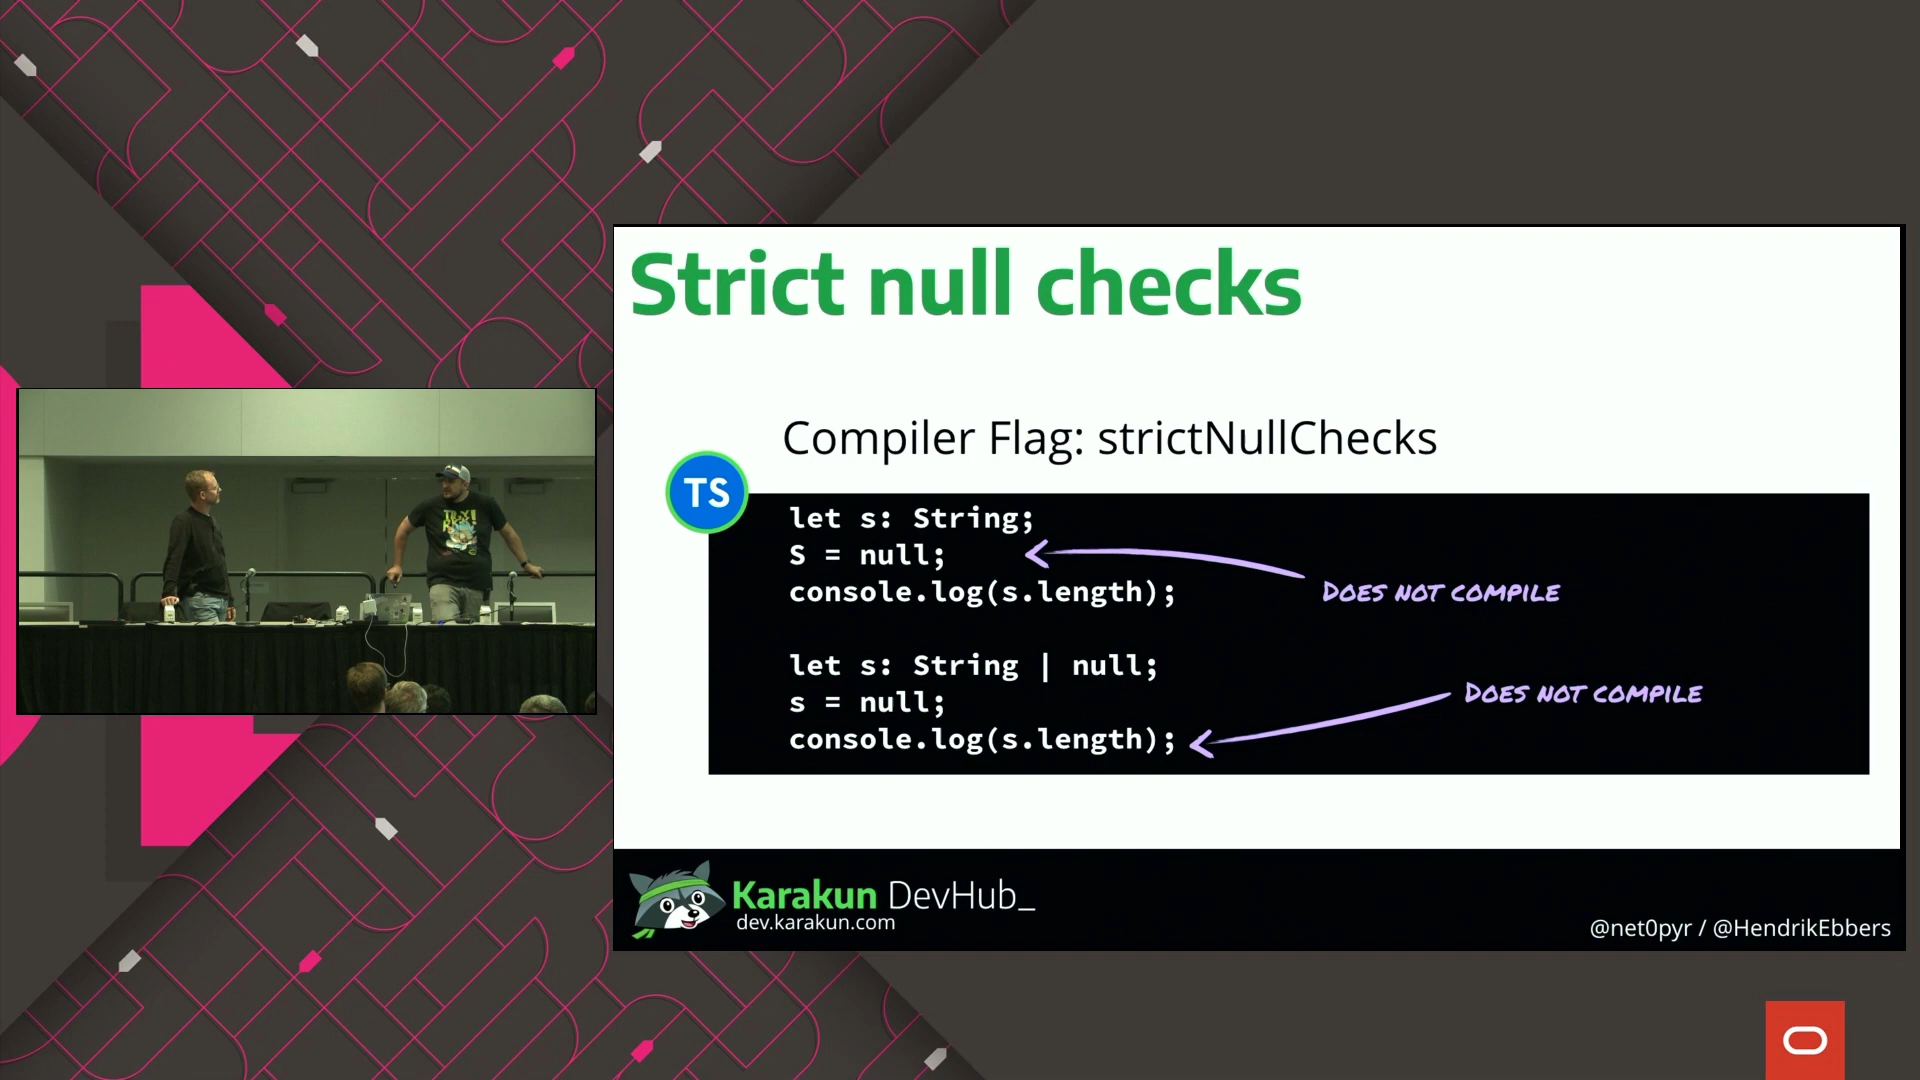 Strict null checks
Compiler Flag: strictNullChecks
TS
let s: String;
S = null;
console.log(s.length);
DOES NOT COMPILE
let s: String | null;
s = null;
console.log(s.length);
DOES NOT COMPILE
Karakun DevHub_
dev.karakun.com
@net0pyr / @HendrikEbbers